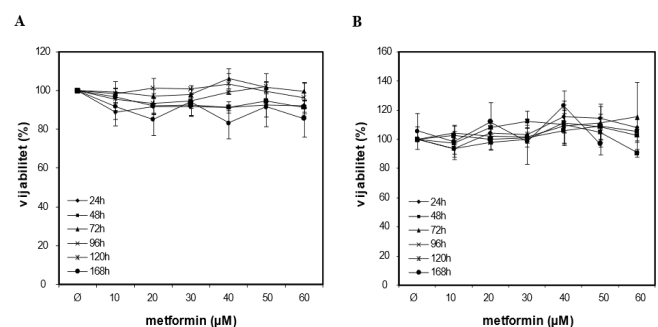 A
120
100
80
60
40
20
0
vijabilitet (%)
24h
48h
72h
96h
120h
168h
Ø 10 20 30 40 50 60
metformin (µM)
B
160
140
120
100
80
60
40
20
0
vijabilitet (%)
24h
48h
72h
96h
120h
168h
Ø 10 20 30 40 50 60
metformin (µM)